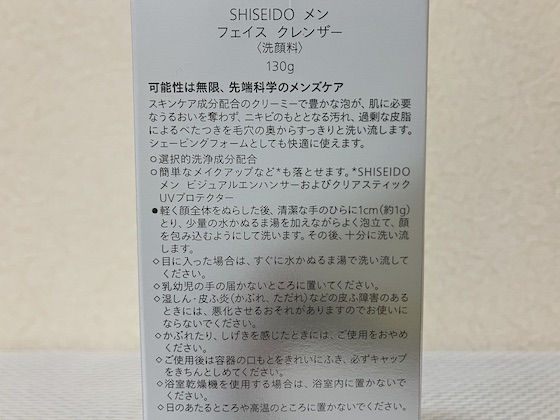 SHISEIDO メン
フェイス クレンザー
〈洗顔料〉
130g
可能性は無限、先端科学のメンズケア
スキンケア成分配合のクリーミーで豊かな泡が、肌に必要
なうるおいを奪わず、ニキビのもととなる汚れ、過剰な皮脂
によるべたつきを毛穴の奥からすっきりと洗い流します。
シェービングフォームとしても快適に使えます。
○選択的洗浄成分配合
○簡単なメイクアップなど*も落とせます。*SHISEIDO
メン ビジュアルエンハンサーおよびクリアスティック
UVプロテクター
●軽く顔全体をぬらした後、清潔な手のひらに1cm(約1g)
とり、少量の水かぬるま湯を加えながらよく泡立て、顔
を包み込むようにして洗います。その後、十分に洗い流
します。
◇目に入った場合は、すぐに水かぬるま湯で洗い流して
ください。
◇乳幼児の手の届かないところに置いてください。
◇湿しん・皮ふ炎(かぶれ、ただれ)などの皮ふ障害のある
ときには、悪化させるおそれがありますのでお使いに
ならないでください。
◇かぶれたり、しげきを感じたときには、ご使用をおやめ
ください。
◇ご使用後は容器の口もとをきれいにふき、必ずキャップ
をきちんとしめてください。
◇浴室乾燥機を使用する場合は、浴室内に置かないで
ください。
◇日のあたるところや高温のところに置かないでください。